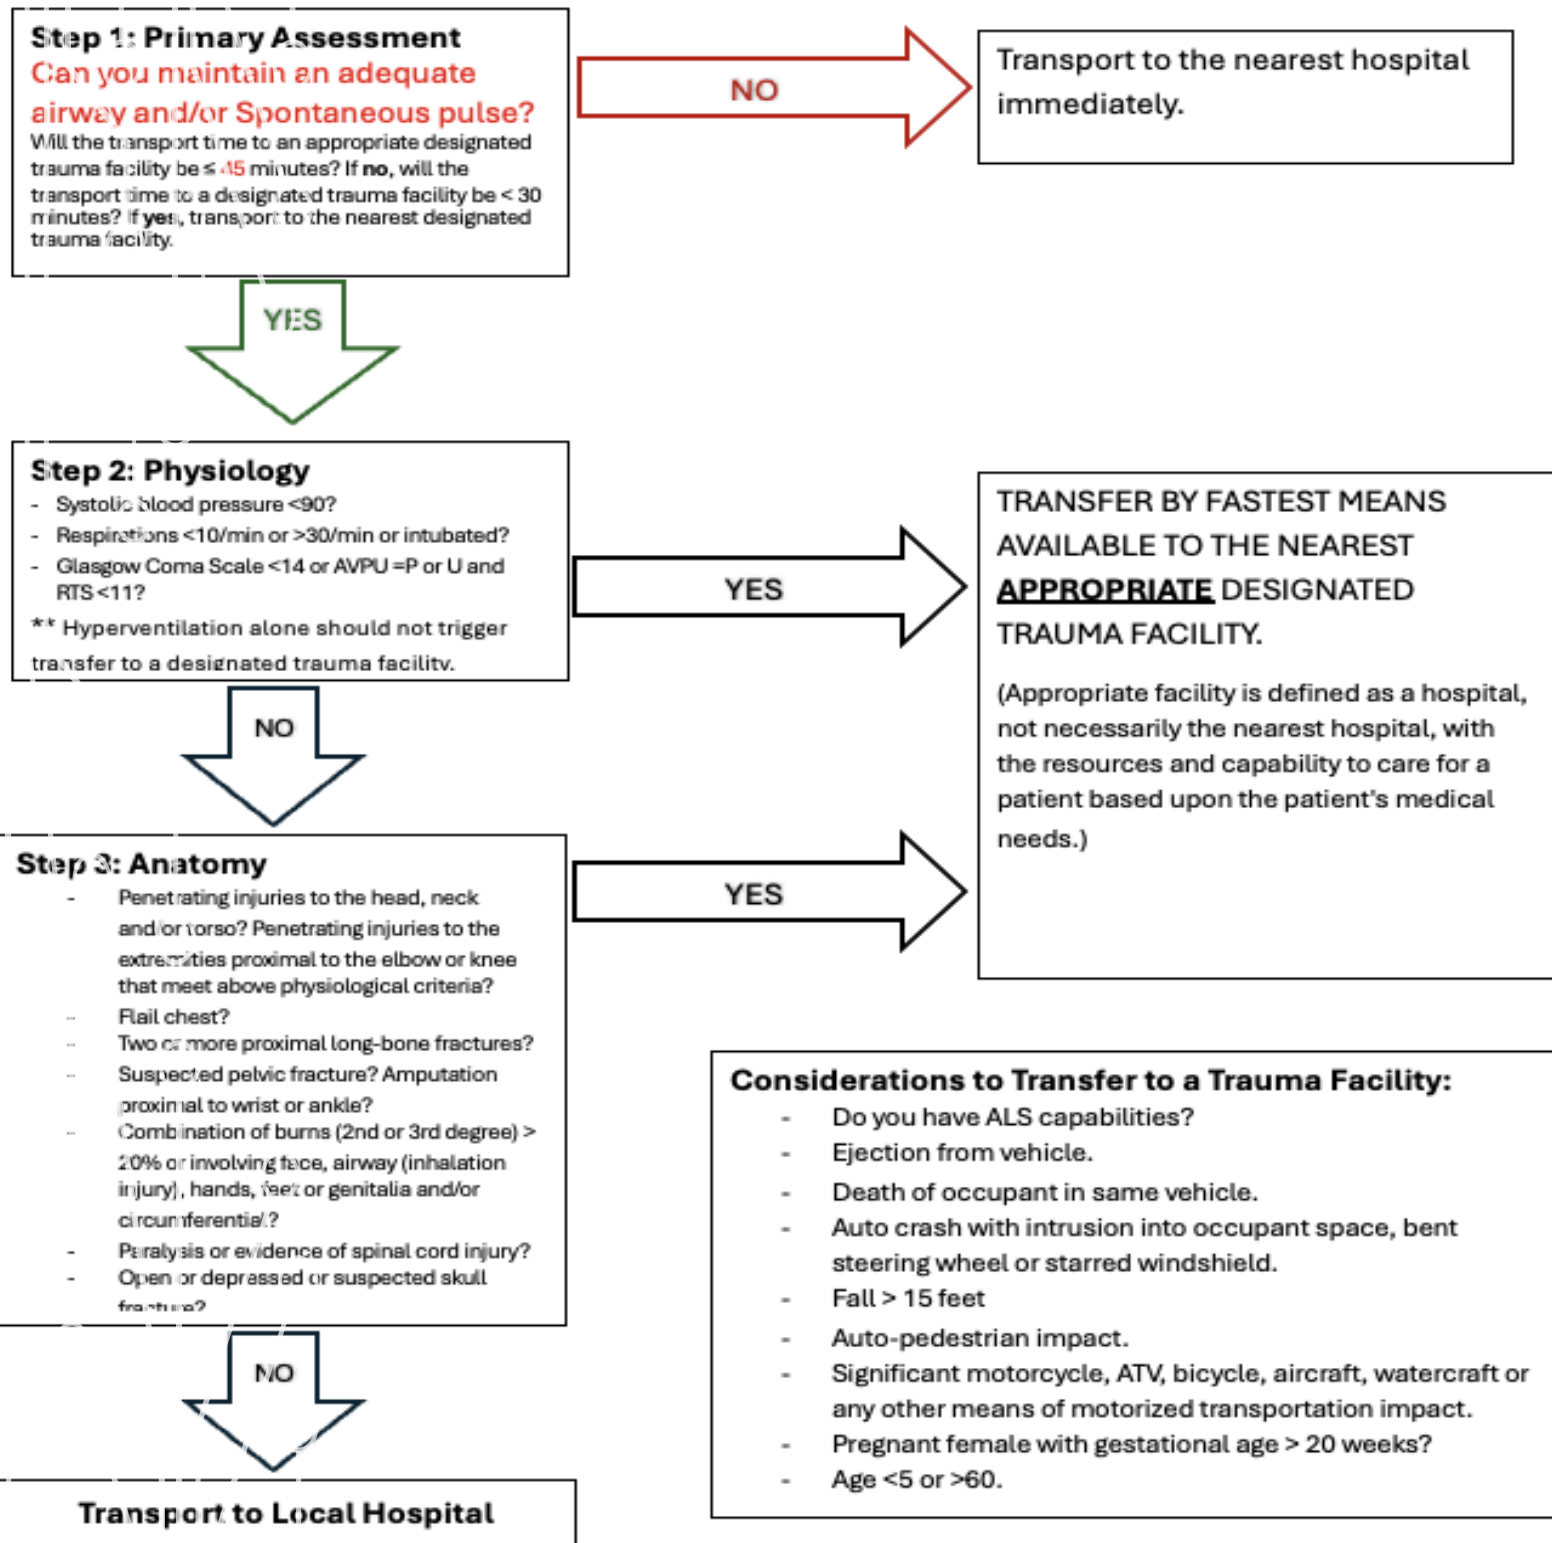 Step 1: Primary Assessment
Can you maintain an adequate
airway and/or Spontaneous pulse?
Will the transport time to an appropriate designated
trauma facility be ≤ 45 minutes? If no, will the
transport time to a designated trauma facility be < 30
minutes? If yes, transport to the nearest designated
trauma facility.
NO
Transport to the nearest hospital
immediately.
YES
Step 2: Physiology
- Systolic blood pressure <90?
- Respirations <10/min or >30/min or intubated?
- Glasgow Coma Scale <14 or AVPU =P or U and
RTS <11?
** Hyperventilation alone should not trigger
transfer to a designated trauma facility.
YES
TRANSFER BY FASTEST MEANS
AVAILABLE TO THE NEAREST
APPROPRIATE DESIGNATED
TRAUMA FACILITY.
(Appropriate facility is defined as a hospital,
not necessarily the nearest hospital, with
the resources and capability to care for a
patient based upon the patient's medical
needs.)
NO
Step 3: Anatomy
- Penetrating injuries to the head, neck
and/or torso? Penetrating injuries to the
extremities proximal to the elbow or knee
that meet above physiological criteria?
- Flail chest?
- Two or more proximal long-bone fractures?
- Suspected pelvic fracture? Amputation
proximal to wrist or ankle?
- Combination of burns (2nd or 3rd degree) >
20% or involving face, airway (inhalation
injury), hands, feet or genitalia and/or
circumferential.?
- Paralysis or evidence of spinal cord injury?
- Open or depressed or suspected skull
fracture?
YES
NO
Transport to Local Hospital
Considerations to Transfer to a Trauma Facility:
- Do you have ALS capabilities?
- Ejection from vehicle.
- Death of occupant in same vehicle.
- Auto crash with intrusion into occupant space, bent
steering wheel or starred windshield.
- Fall > 15 feet
- Auto-pedestrian impact.
- Significant motorcycle, ATV, bicycle, aircraft, watercraft or
any other means of motorized transportation impact.
- Pregnant female with gestational age > 20 weeks?
- Age <5 or >60.